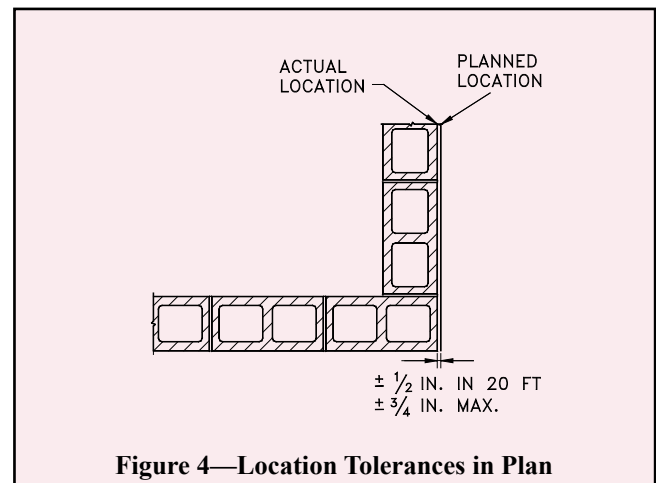 ACTUAL
LOCATION
PLANNED
LOCATION
± 1/2 IN. IN 20 FT
± 3/4 IN. MAX.
Figure 4—Location Tolerances in Plan